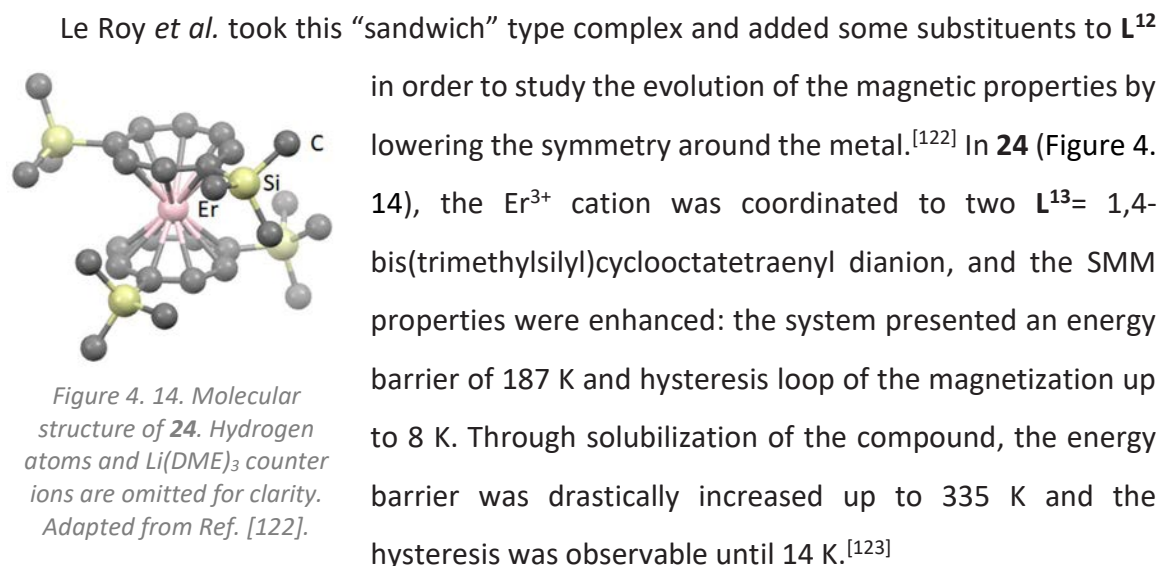 Le Roy et al. took this “sandwich” type complex and added some substituents to L¹²
in order to study the evolution of the magnetic properties by
lowering the symmetry around the metal.[122] In 24 (Figure 4.
14), the Er³⁺ cation was coordinated to two L¹³= 1,4-
bis(trimethylsilyl)cyclooctatetraenyl dianion, and the SMM
properties were enhanced: the system presented an energy
barrier of 187 K and hysteresis loop of the magnetization up
to 8 K. Through solubilization of the compound, the energy
barrier was drastically increased up to 335 K and the
hysteresis was observable until 14 K.[123]
C
Si
Er
Figure 4. 14. Molecular
structure of 24. Hydrogen
atoms and Li(DME)₃ counter
ions are omitted for clarity.
Adapted from Ref. [122].